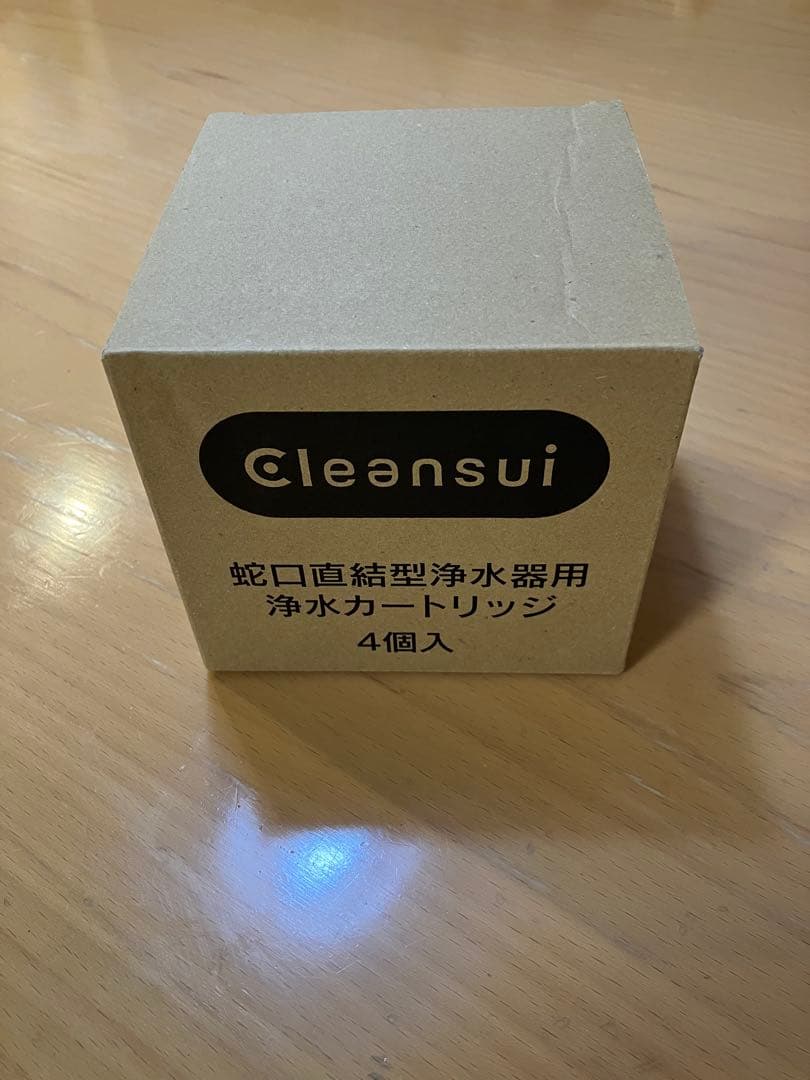 Cleansui
蛇口直結型浄水器用
浄水カートリッジ
4個入